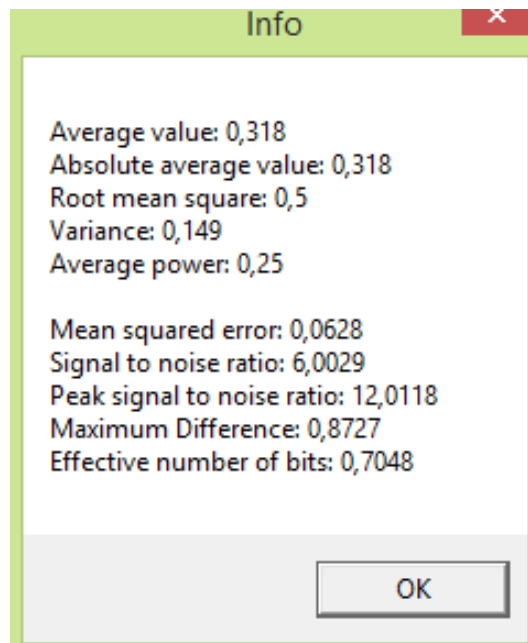 Info
Average value: 0,318
Absolute average value: 0,318
Root mean square: 0,5
Variance: 0,149
Average power: 0,25
Mean squared error: 0,0628
Signal to noise ratio: 6,0029
Peak signal to noise ratio: 12,0118
Maximum Difference: 0,8727
Effective number of bits: 0,7048
OK